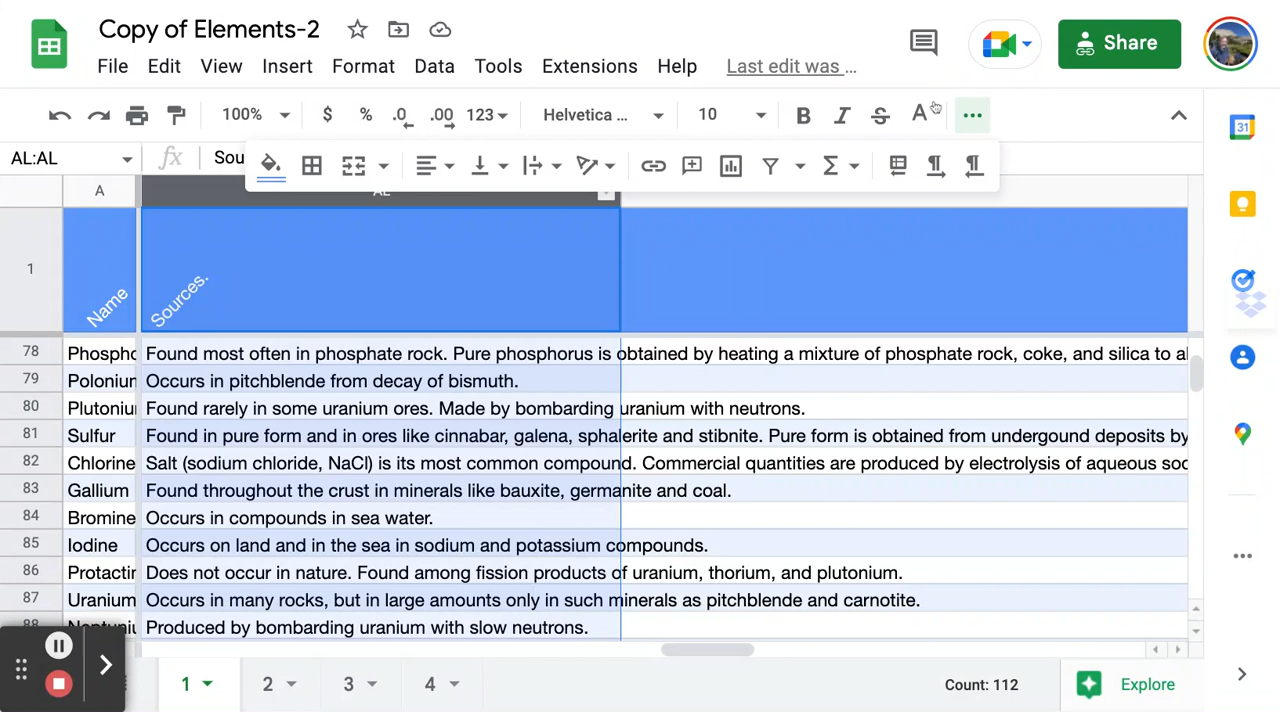 Copy of Elements-2
File Edit View Insert Format Data Tools Extensions Help Last edit was ...
Share
100% $ % .0 .00 123 Helvetica ... 10 B I S A
AL:AL fx Sou
A AL
1 Name Sources.
78 Phospho Found most often in phosphate rock. Pure phosphorus is obtained by heating a mixture of phosphate rock, coke, and silica to al
79 Polonium Occurs in pitchblende from decay of bismuth.
80 Plutoniun Found rarely in some uranium ores. Made by bombarding uranium with neutrons.
81 Sulfur Found in pure form and in ores like cinnabar, galena, sphalerite and stibnite. Pure form is obtained from undergound deposits by
82 Chlorine Salt (sodium chloride, NaCl) is its most common compound. Commercial quantities are produced by electrolysis of aqueous soc
83 Gallium Found throughout the crust in minerals like bauxite, germanite and coal.
84 Bromine Occurs in compounds in sea water.
85 Iodine Occurs on land and in the sea in sodium and potassium compounds.
86 Protactin Does not occur in nature. Found among fission products of uranium, thorium, and plutonium.
87 Uranium Occurs in many rocks, but in large amounts only in such minerals as pitchblende and carnotite.
88 Neptuniu Produced by bombarding uranium with slow neutrons.
1 2 3 4 Count: 112 Explore
31